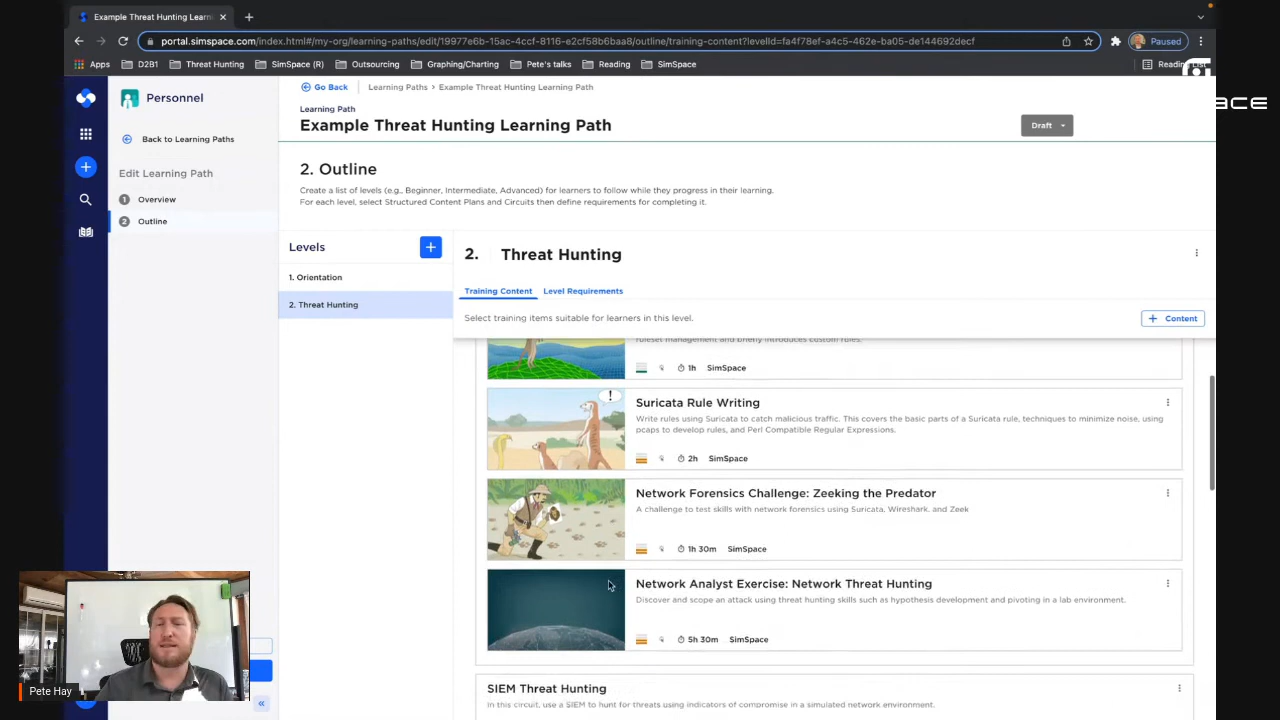 Example Threat Hunting Learni
portal.simspace.com/index.html#/my-org/learning-paths/edit/19977e6b-15ac-4ccf-8116-e2cf58b6baa8/outline/training-content?levelId=fa4f78ef-a4c5-462e-ba05-de144692decf
Paused
Apps
D2B1
Threat Hunting
SimSpace (R)
Outsourcing
Graphing/Charting
Pete's talks
Reading
SimSpace
Reading List
Personnel
Back to Learning Paths
Edit Learning Path
1 Overview
2 Outline
Go Back
Learning Paths > Example Threat Hunting Learning Path
Learning Path
Example Threat Hunting Learning Path
Draft
2. Outline
Create a list of levels (e.g., Beginner, Intermediate, Advanced) for learners to follow while they progress in their learning.
For each level, select Structured Content Plans and Circuits then define requirements for completing it.
Levels
+
1. Orientation
2. Threat Hunting
2. Threat Hunting
Training Content Level Requirements
Select training items suitable for learners in this level.
+ Content
ruleset management and briefly introduces custom rules.
1h SimSpace
!
Suricata Rule Writing
Write rules using Suricata to catch malicious traffic. This covers the basic parts of a Suricata rule, techniques to minimize noise, using
pcaps to develop rules, and Perl Compatible Regular Expressions.
2h SimSpace
Network Forensics Challenge: Zeeking the Predator
A challenge to test skills with network forensics using Suricata, Wireshark, and Zeek
1h 30m SimSpace
Network Analyst Exercise: Network Threat Hunting
Discover and scope an attack using threat hunting skills such as hypothesis development and pivoting in a lab environment.
5h 30m SimSpace
SIEM Threat Hunting
In this circuit, use a SIEM to hunt for threats using indicators of compromise in a simulated network environment.
Pete Hay